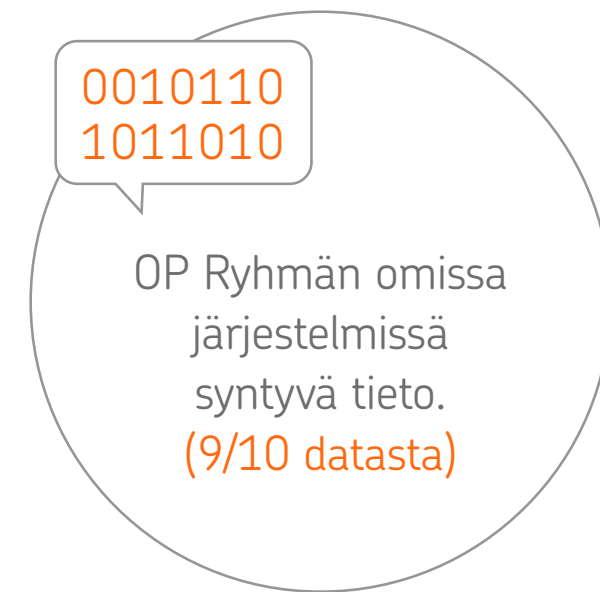 0010110
1011010
OP Ryhmän omissa
järjestelmissä
syntyvä tieto.
(9/10 datasta)